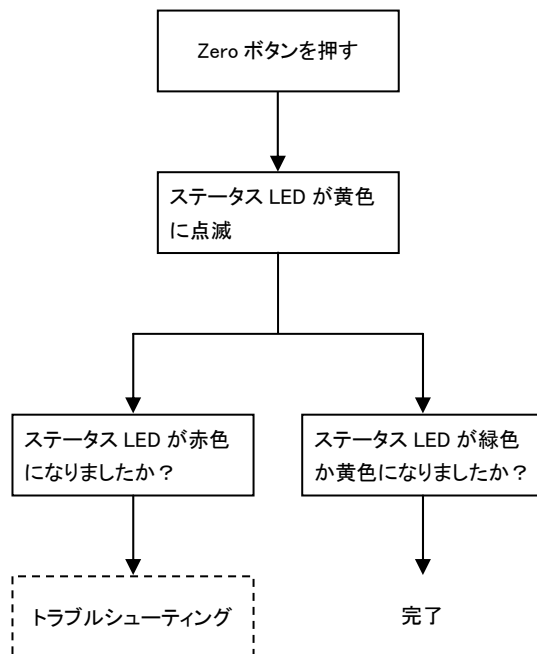 Zero ボタンを押す
ステータス LED が黄色
に点滅
ステータス LED が赤色
になりましたか？
ステータス LED が緑色
か黄色になりましたか？
トラブルシューティング
完了